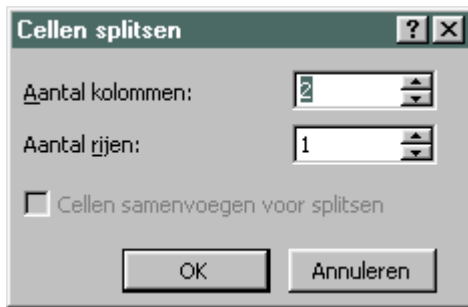 Cellen splitsen
Aantal kolommen: 2
Aantal rijen: 1
Cellen samenvoegen voor splitsen
OK Annuleren